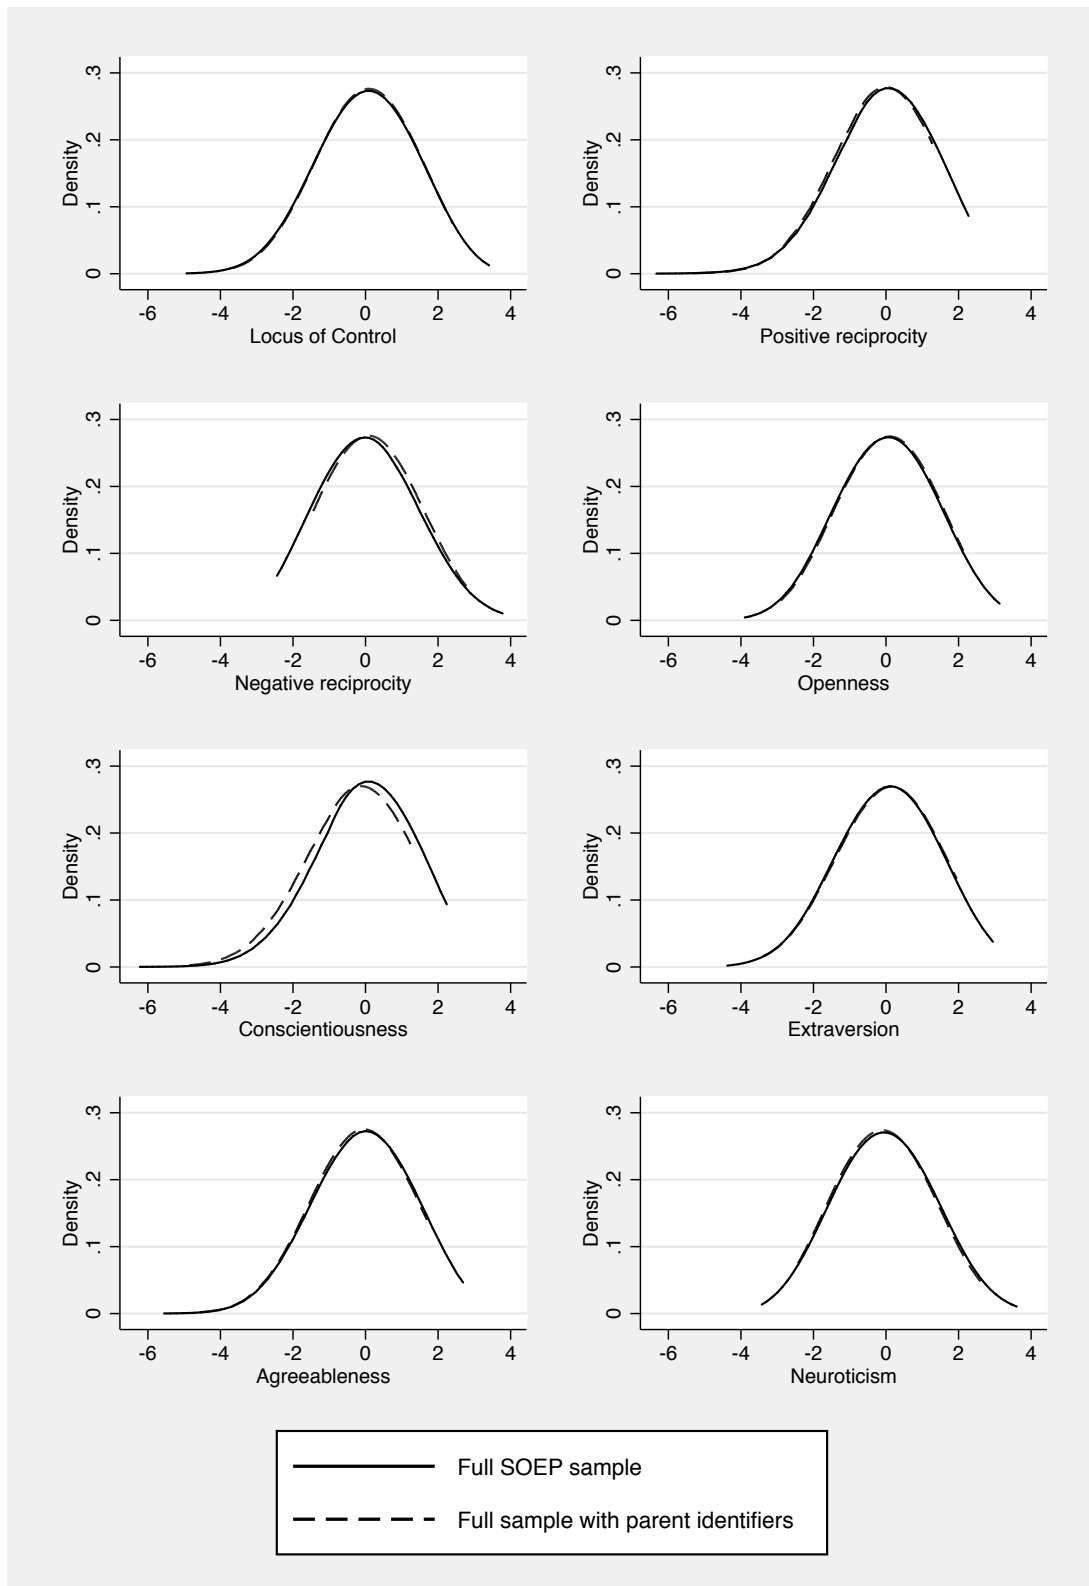 .3
.2
.1
0
Density
-6 -4 -2 0 2 4
Locus of Control
.3
.2
.1
0
Density
-6 -4 -2 0 2 4
Positive reciprocity
.3
.2
.1
0
Density
-6 -4 -2 0 2 4
Negative reciprocity
.3
.2
.1
0
Density
-6 -4 -2 0 2 4
Openness
.3
.2
.1
0
Density
-6 -4 -2 0 2 4
Conscientiousness
.3
.2
.1
0
Density
-6 -4 -2 0 2 4
Extraversion
.3
.2
.1
0
Density
-6 -4 -2 0 2 4
Agreeableness
.3
.2
.1
0
Density
-6 -4 -2 0 2 4
Neuroticism
Full SOEP sample
Full sample with parent identifiers